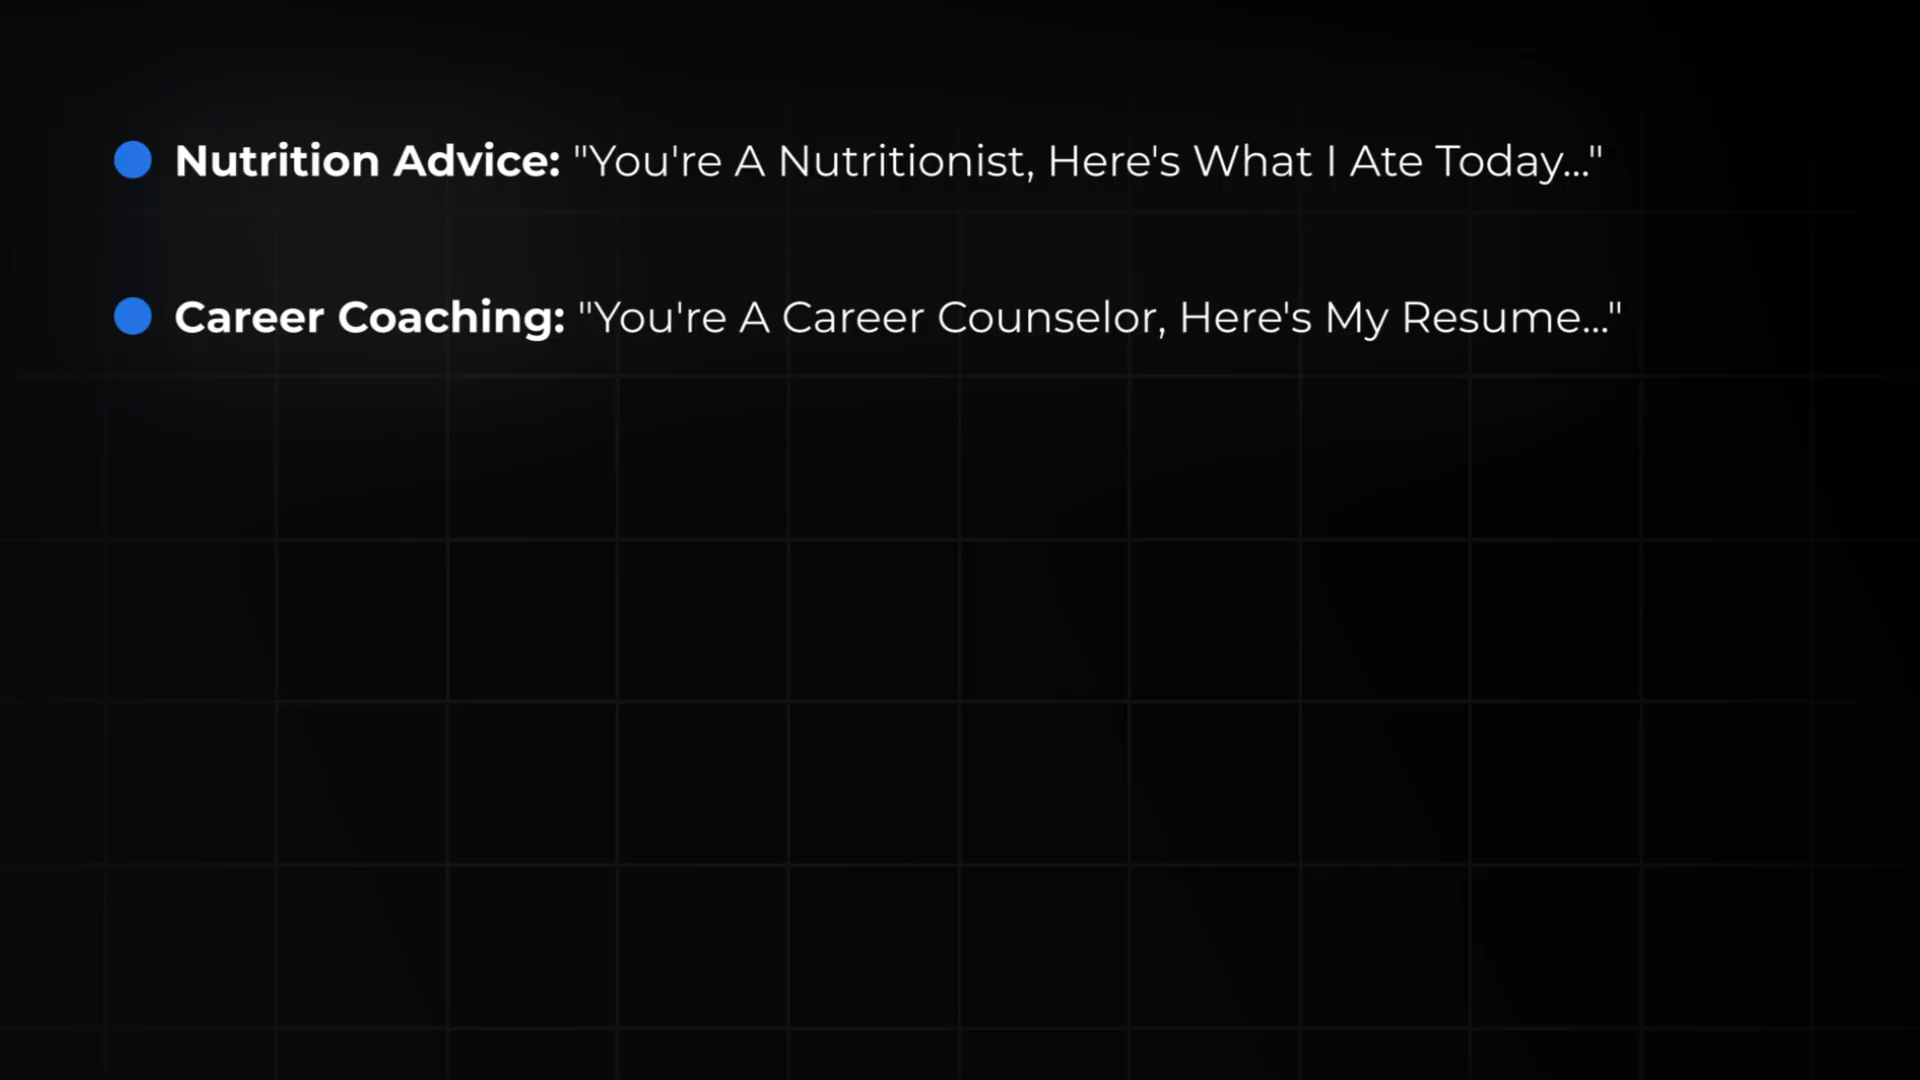 Nutrition Advice: "You're A Nutritionist, Here's What I Ate Today..."
Career Coaching: "You're A Career Counselor, Here's My Resume..."